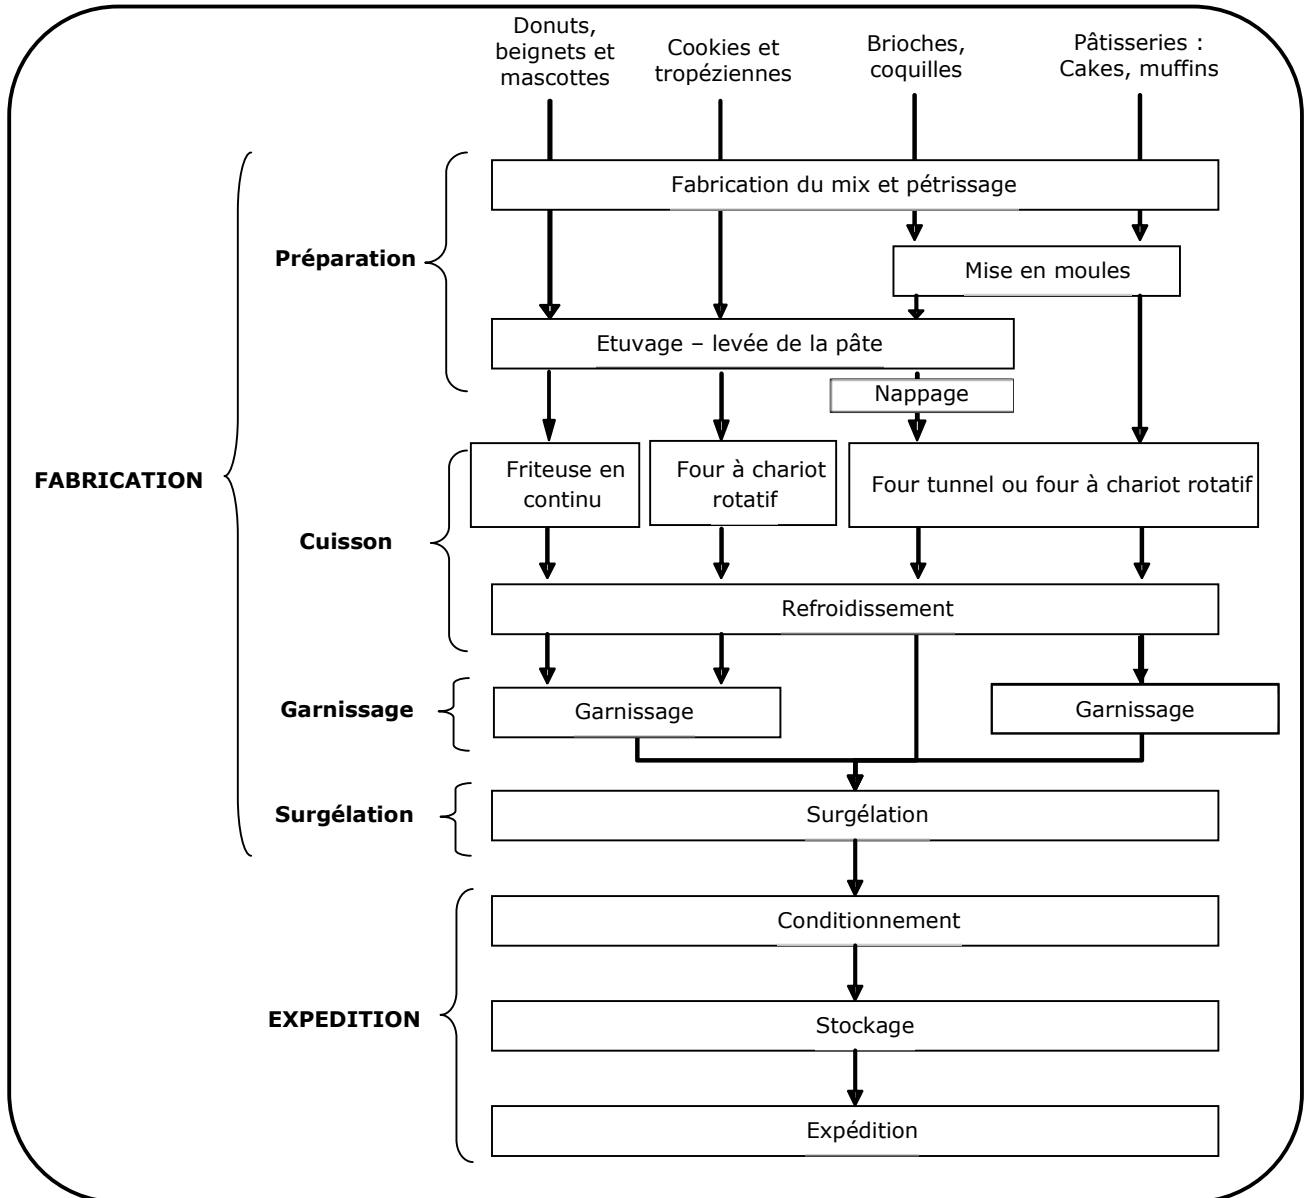 Donuts,
beignets et
mascottes
Cookies et
tropéziennes
Brioches,
coquilles
Pâtisseries :
Cakes, muffins
Fabrication du mix et pétrissage
Préparation
Mise en moules
Etuvage – levée de la pâte
Nappage
FABRICATION
Friteuse en
continu
Four à chariot
rotatif
Four tunnel ou four à chariot rotatif
Cuisson
Refroidissement
Garnissage
Garnissage
Garnissage
Surgélation
Surgélation
Conditionnement
EXPEDITION
Stockage
Expédition